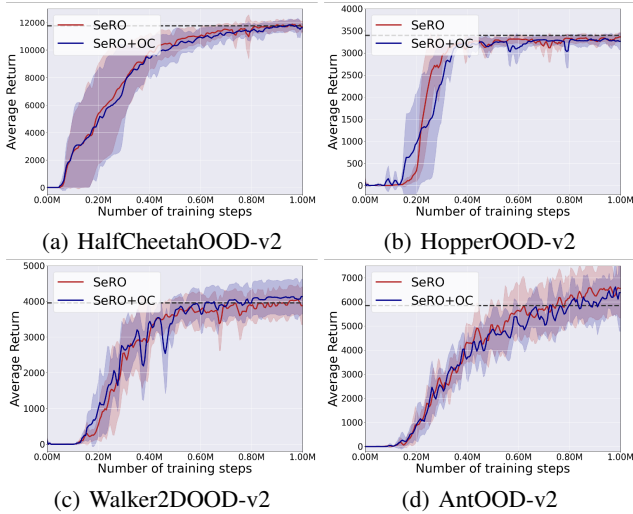 12000
10000
8000
6000
4000
2000
0
Average Return
SeRO
SeRO+OC
0.00M 0.20M 0.40M 0.60M 0.80M 1.00M
Number of training steps
(a) HalfCheetahOOD-v2
4000
3500
3000
2500
2000
1500
1000
500
0
Average Return
SeRO
SeRO+OC
0.00M 0.20M 0.40M 0.60M 0.80M 1.00M
Number of training steps
(b) HopperOOD-v2
5000
4000
3000
2000
1000
0
Average Return
SeRO
SeRO+OC
0.00M 0.20M 0.40M 0.60M 0.80M 1.00M
Number of training steps
(c) Walker2DOOD-v2
7000
6000
5000
4000
3000
2000
1000
0
Average Return
SeRO
SeRO+OC
0.00M 0.20M 0.40M 0.60M 0.80M 1.00M
Number of training steps
(d) AntOOD-v2